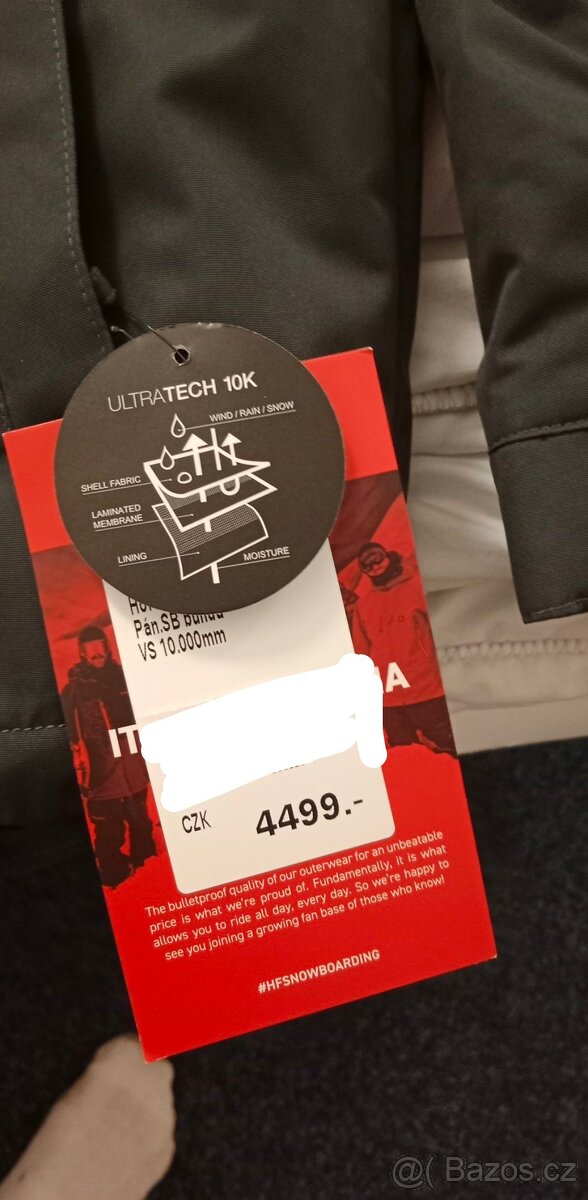 ULTRATECH 10K
WIND / RAIN / SNOW
SHELL FABRIC
LAMINATED
MEMBRANE
LINING
MOISTURE
Pán.SB bunda
VS 10.000mm
CZK 4499.-
The bulletproof quality of our outerwear for an unbeatable
price is what we're proud of. Fundamentally, it is what
allows you to ride all day, every day. So we're happy to
see you joining a growing fan base of those who know!
#HFSNOWBOARDING
@( Bazos.cz